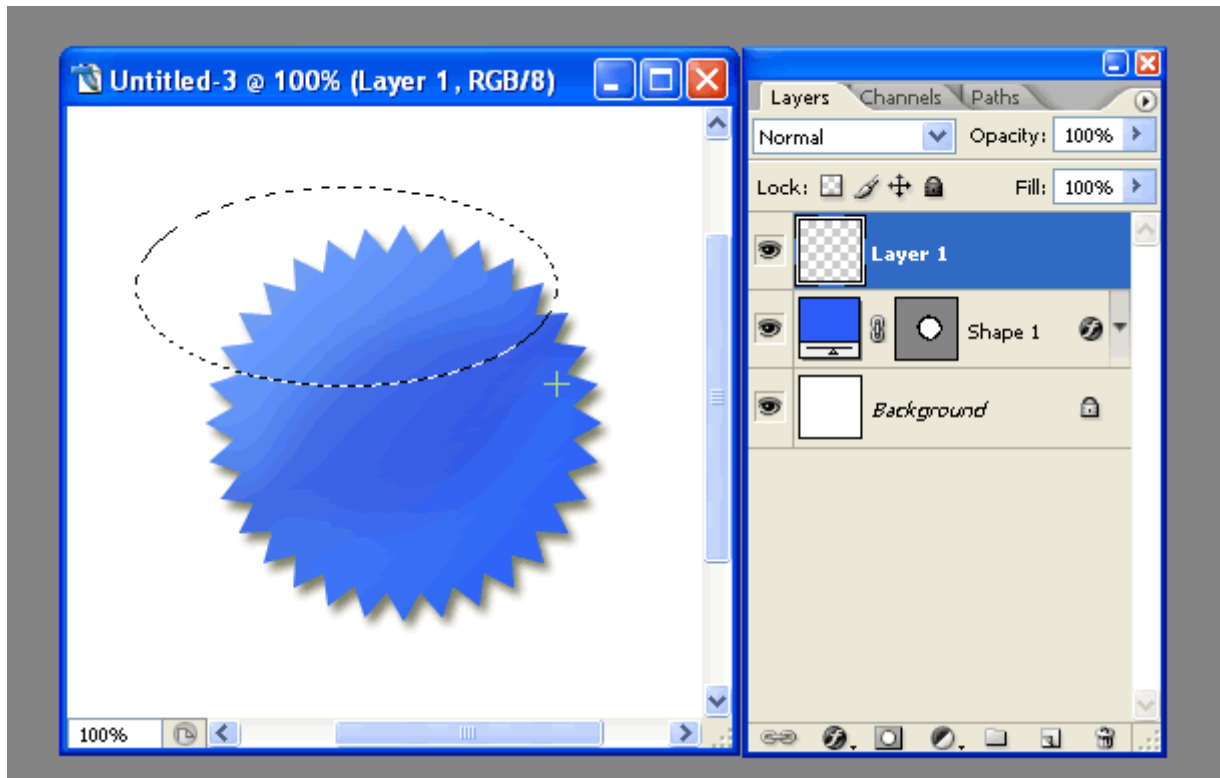 Untitled-3 @ 100% (Layer 1, RGB/8)
Layers Channels Paths
Normal Opacity: 100%
Lock: Fill: 100%
Layer 1
Shape 1
Background
100%